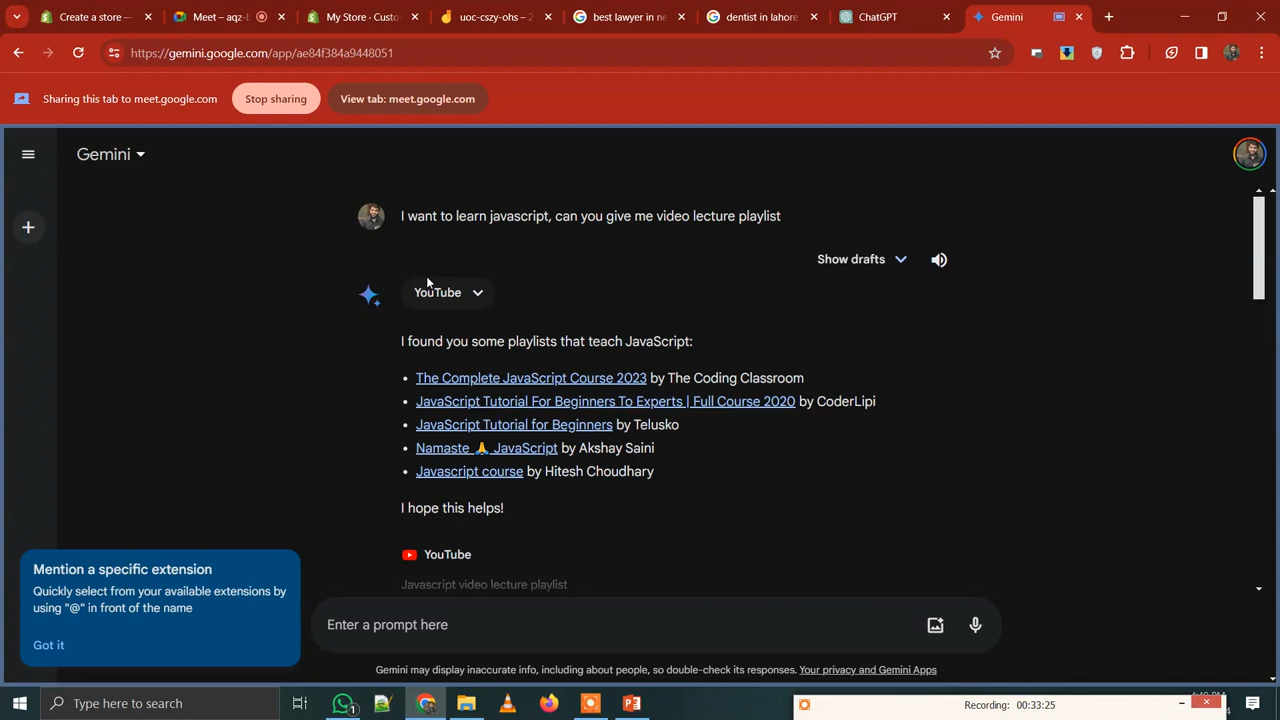 Create a store –
Meet – aqz-b
My Store · Custo
uoc-cszy-ohs – 2
best lawyer in ne
dentist in lahore
ChatGPT
Gemini
https://gemini.google.com/app/ae84f384a9448051
Sharing this tab to meet.google.com
Stop sharing
View tab: meet.google.com
Gemini
I want to learn javascript, can you give me video lecture playlist
Show drafts
YouTube
I found you some playlists that teach JavaScript:
• The Complete JavaScript Course 2023 by The Coding Classroom
• JavaScript Tutorial For Beginners To Experts | Full Course 2020 by CoderLipi
• JavaScript Tutorial for Beginners by Telusko
• Namaste 🙏 JavaScript by Akshay Saini
• Javascript course by Hitesh Choudhary
I hope this helps!
YouTube
Javascript video lecture playlist
Mention a specific extension
Quickly select from your available extensions by
using "@" in front of the name
Got it
Enter a prompt here
Gemini may display inaccurate info, including about people, so double-check its responses. Your privacy and Gemini Apps
Type here to search
1
Recording: 00:33:25